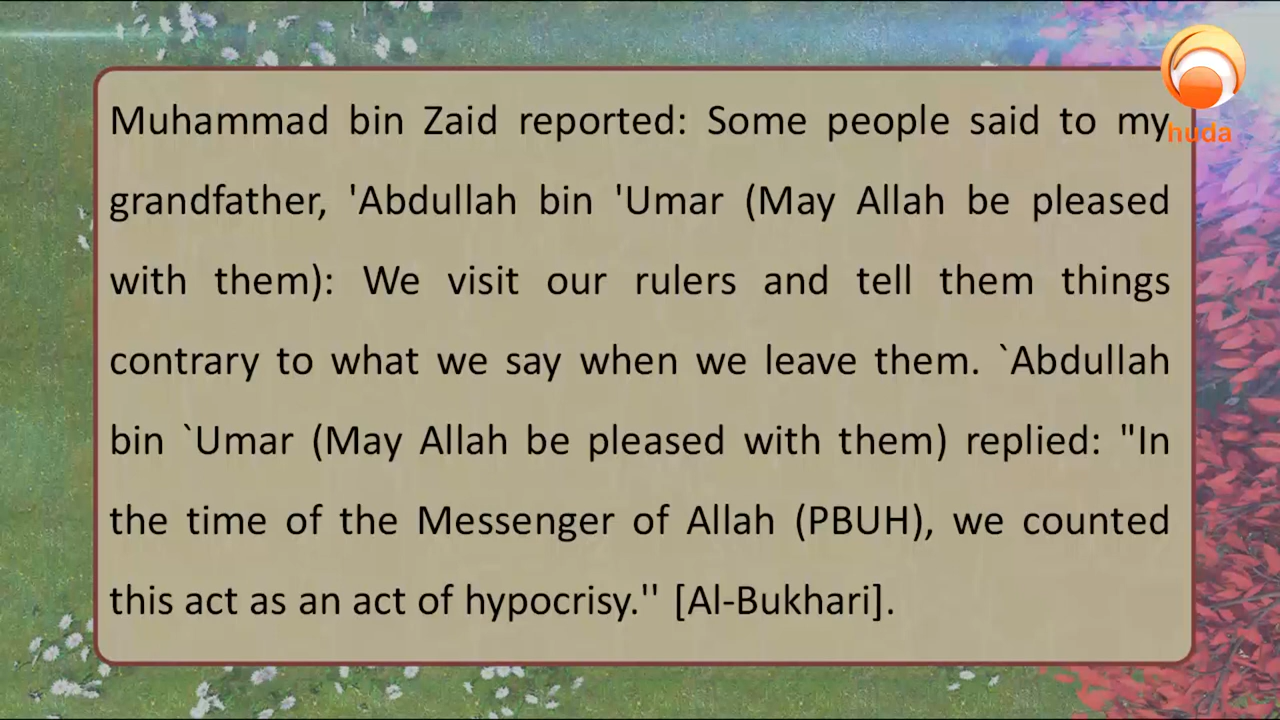 Muhammad bin Zaid reported: Some people said to my
grandfather, 'Abdullah bin 'Umar (May Allah be pleased
with them): We visit our rulers and tell them things
contrary to what we say when we leave them. `Abdullah
bin `Umar (May Allah be pleased with them) replied: "In
the time of the Messenger of Allah (PBUH), we counted
this act as an act of hypocrisy.'' [Al-Bukhari].
huda